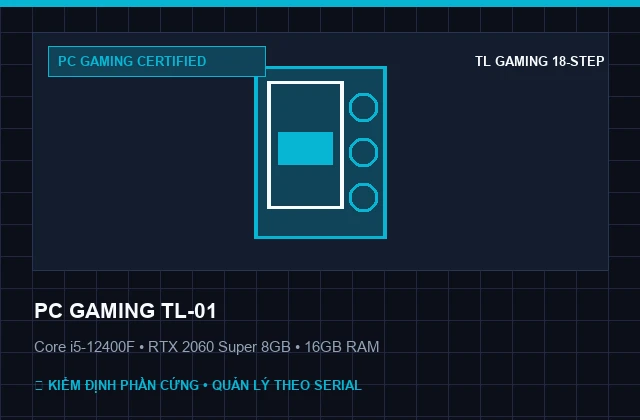 PC GAMING CERTIFIED
TL GAMING 18-STEP
PC GAMING TL-01
Core i5-12400F • RTX 2060 Super 8GB • 16GB RAM
KIỂM ĐỊNH PHẦN CỨNG • QUẢN LÝ THEO SERIAL